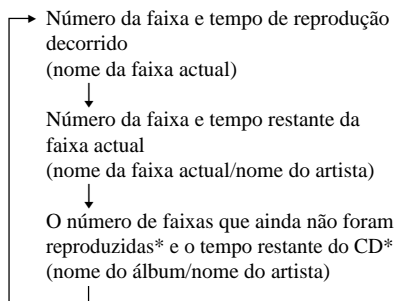 Número da faixa e tempo de reprodução
decorrido
(nome da faixa actual)
Número da faixa e tempo restante da
faixa actual
(nome da faixa actual/nome do artista)
O número de faixas que ainda não foram
reproduzidas* e o tempo restante do CD*
(nome do álbum/nome do artista)